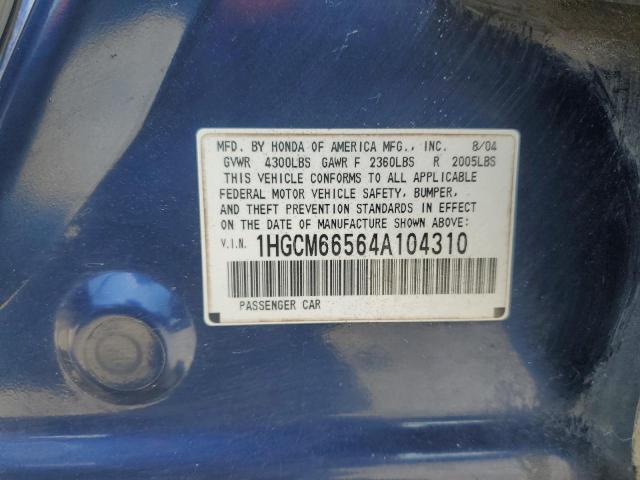 MFD. BY HONDA OF AMERICA MFG., INC. 8/04
GVWR 4300LBS GAWR F 2360LBS R 2005LBS
THIS VEHICLE CONFORMS TO ALL APPLICABLE
FEDERAL MOTOR VEHICLE SAFETY, BUMPER,
AND THEFT PREVENTION STANDARDS IN EFFECT
ON THE DATE OF MANUFACTURE SHOWN ABOVE:
V.I.N. 1HGCM66564A104310
PASSENGER CAR